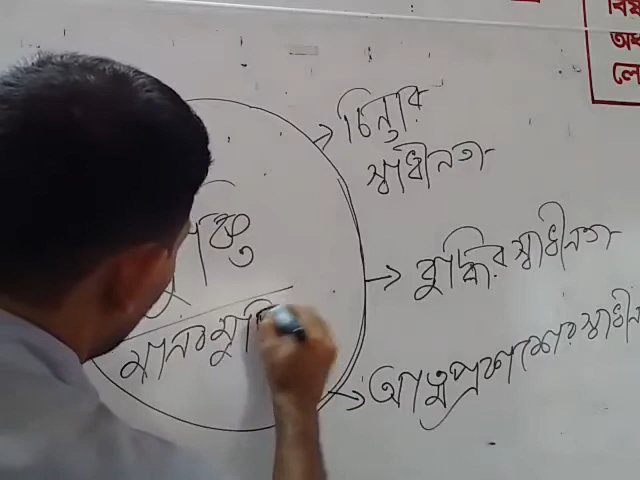 চিন্তার
স্বাধীনতা
বুদ্ধির স্বাধীনতা
মানবমু
আত্মপ্রকাশের স্বাধীন